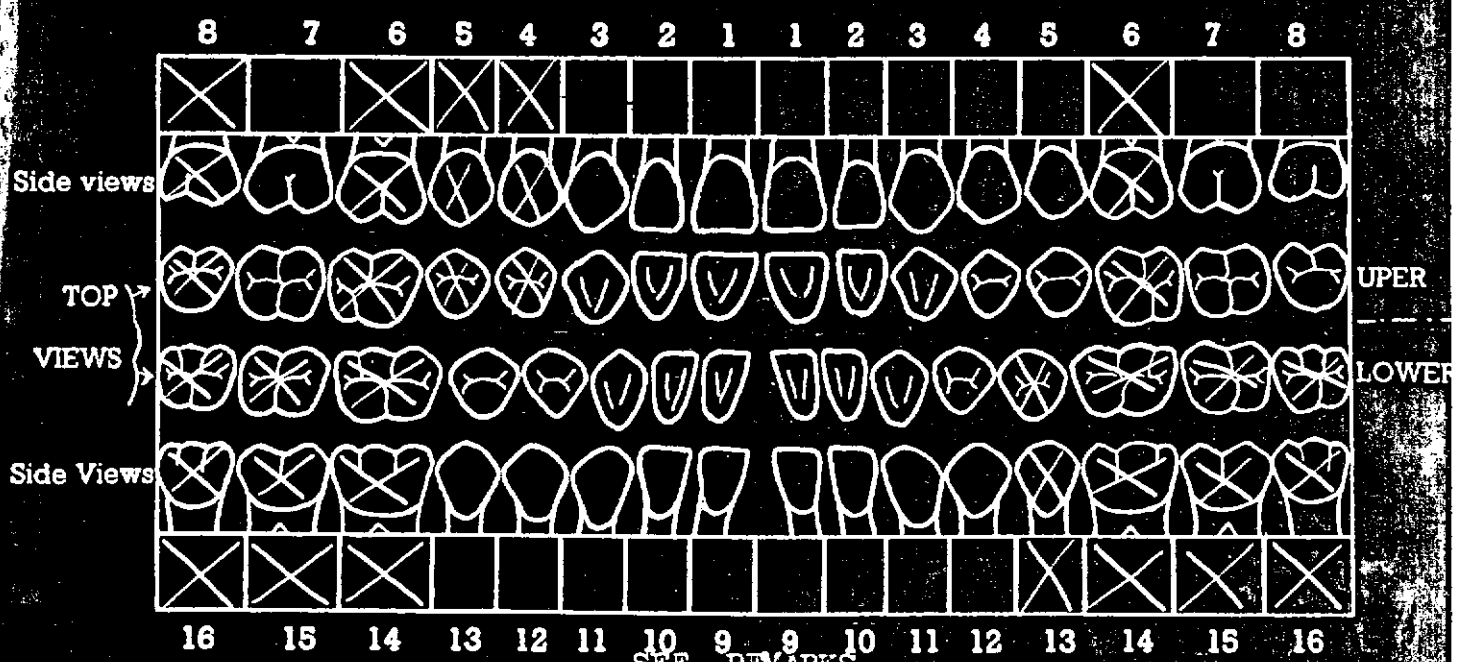 8 7 6 5 4 3 2 1 1 2 3 4 5 6 7 8
Side views
TOP
UPER
VIEWS
LOWER
Side Views
16 15 14 13 12 11 10 9 9 10 11 12 13 14 15 16
SEE REMARKS